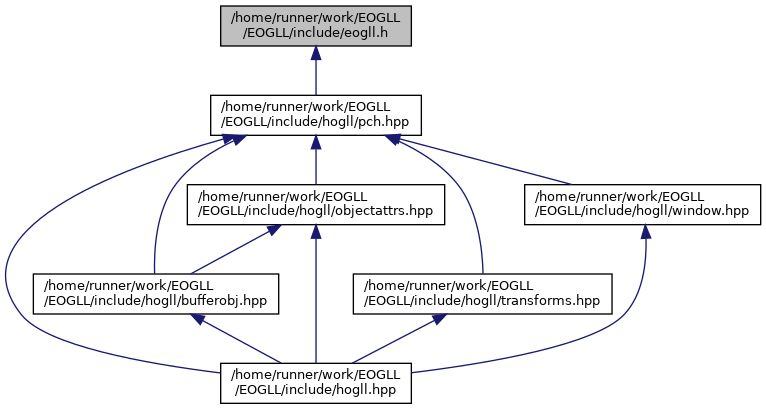 /home/runner/work/EOGLL
/EOGLL/include/eogll.h
/home/runner/work/EOGLL
/EOGLL/include/hogll/pch.hpp
/home/runner/work/EOGLL
/EOGLL/include/hogll/objectattrs.hpp
/home/runner/work/EOGLL
/EOGLL/include/hogll/window.hpp
/home/runner/work/EOGLL
/EOGLL/include/hogll/bufferobj.hpp
/home/runner/work/EOGLL
/EOGLL/include/hogll/transforms.hpp
/home/runner/work/EOGLL
/EOGLL/include/hogll.hpp